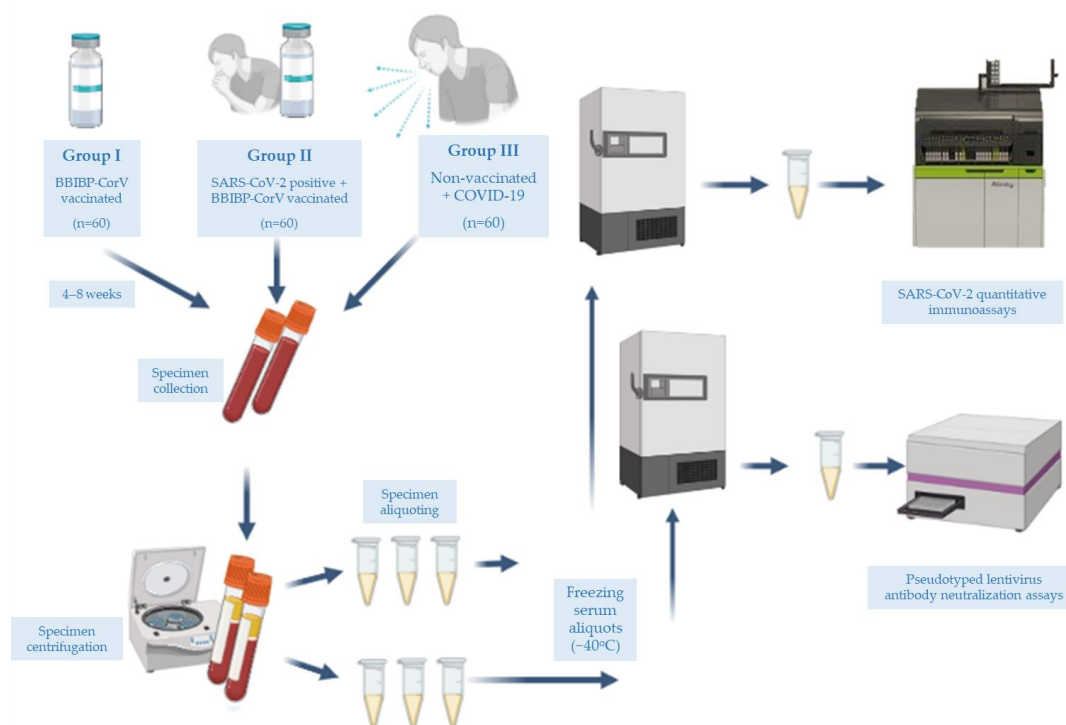 Group I
BBIBP-CorV
vaccinated
(n=60)
Group II
SARS-CoV-2 positive +
BBIBP-CorV vaccinated
(n=60)
Group III
Non-vaccinated
+ COVID-19
(n=60)
4–8 weeks
Specimen
collection
Alinity
SARS-CoV-2 quantitative
immunoassays
Specimen
aliquoting
Specimen
centrifugation
Freezing
serum
aliquots
(−40°C)
Pseudotyped lentivirus
antibody neutralization assays